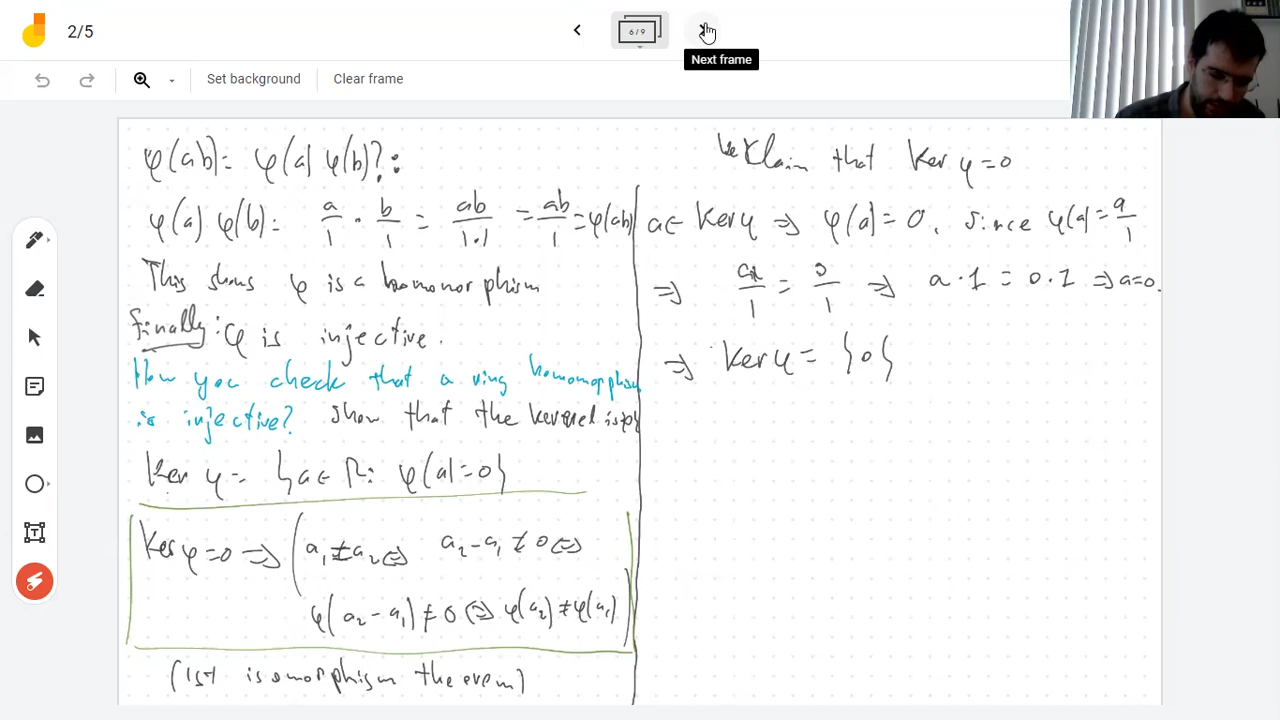 2/5
6/9
Next frame
Set background
Clear frame
φ(ab) = φ(a) φ(b)?:
φ(a) φ(b) = a/1 · b/1 = ab/1·1 = ab/1 = φ(ab)
This shows φ is a homomorphism
Finally: φ is injective.
How you check that a ring homomorphism
is injective? Show that the kernel is
Ker φ = {a ∈ R: φ(a) = 0}
Ker φ = 0 ⇒ (a₁ ≠ a₂ ⇔ a₂ - a₁ ≠ 0 ⇔
φ(a₂ - a₁) ≠ 0 ⇔ φ(a₂) ≠ φ(a₁))
(1st isomorphism theorem)
Claim that Ker φ = 0
a ∈ Ker φ ⇒ φ(a) = 0. Since φ(a) = a/1
⇒ a/1 = 0/1 ⇒ a·1 = 0·1 ⇒ a = 0.
⇒ Ker φ = {0}